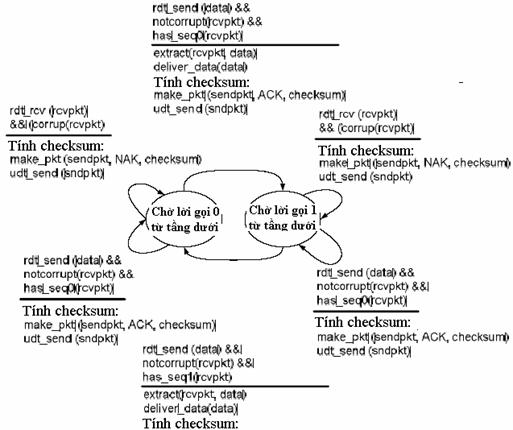 rdt_send (data) &&
notcorrupt(rcvpkt) &&
has_seq0(rcvpkt)
extract(rcvpkt, data)
deliver_data(data)
Tính checksum:
make_pkt(sendpkt, ACK, checksum)
udt_send (sndpkt)
rdt_rcv (rcvpkt)
&&(corrup(rcvpkt)
Tính checksum:
make_pkt (sendpkt, NAK, checksum)
udt_send (sndpkt)
rdt_rcv (rcvpkt)
&& (corrup(rcvpkt)
Tính checksum:
make_pkt(sendpkt, NAK, checksum)
udt_send (sndpkt)
Chờ lời gọi 0
từ tầng dưới
Chờ lời gọi 1
từ tầng dưới
rdt_send (data) &&
notcorrupt(rcvpkt) &&
has_seq0(rcvpkt)
Tính checksum:
make_pkt(sendpkt, ACK, checksum)
udt_send (sndpkt)
rdt_send (data) &&
notcorrupt(rcvpkt) &&
has_seq0(rcvpkt)
Tính checksum:
make_pkt(sendpkt, ACK, checksum)
udt_send (sndpkt)
rdt_send (data) &&
notcorrupt(rcvpkt) &&
has_seq1(rcvpkt)
extract(rcvpkt, data)
deliver_data(data)
Tính checksum: